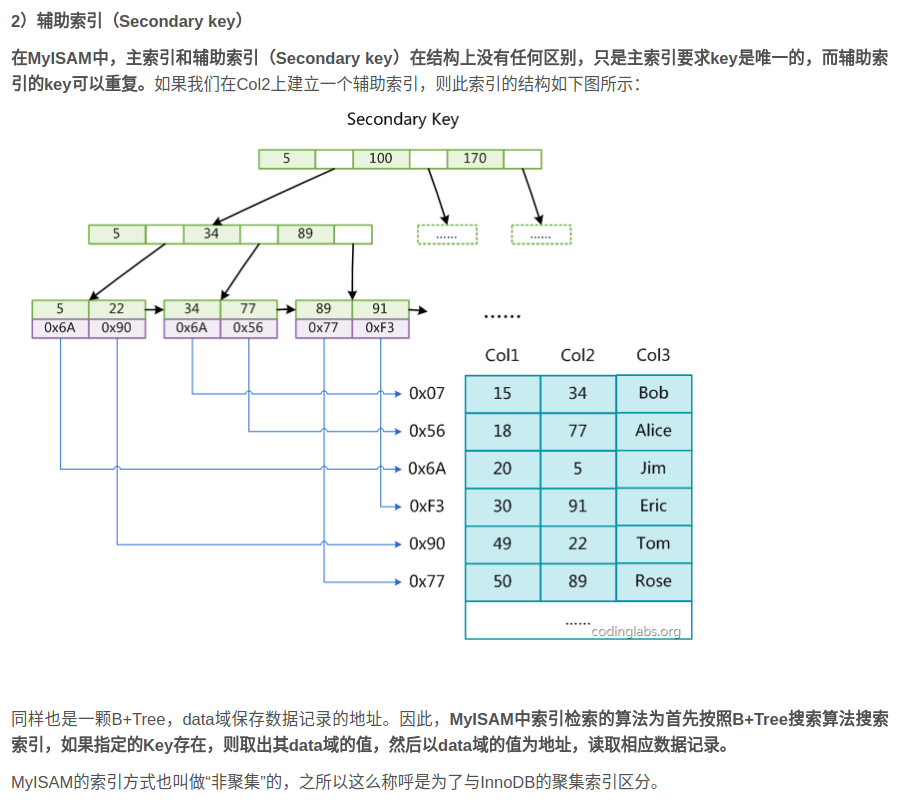 2）辅助索引（Secondary key）
在MyISAM中，主索引和辅助索引（Secondary key）在结构上没有任何区别，只是主索引要求key是唯一的，而辅助索
引的key可以重复。如果我们在Col2上建立一个辅助索引，则此索引的结构如下图所示：
Secondary Key
5 100 170
5 34 89 ...... ......
5 22 34 77 89 91
0x6A 0x90 0x6A 0x56 0x77 0xF3
......
Col1 Col2 Col3
0x07 15 34 Bob
0x56 18 77 Alice
0x6A 20 5 Jim
0xF3 30 91 Eric
0x90 49 22 Tom
0x77 50 89 Rose
......
codinglabs.org
同样也是一颗B+Tree，data域保存数据记录的地址。因此，MyISAM中索引检索的算法为首先按照B+Tree搜索算法搜索
索引，如果指定的Key存在，则取出其data域的值，然后以data域的值为地址，读取相应数据记录。
MyISAM的索引方式也叫做“非聚集”的，之所以这么称呼是为了与InnoDB的聚集索引区分。